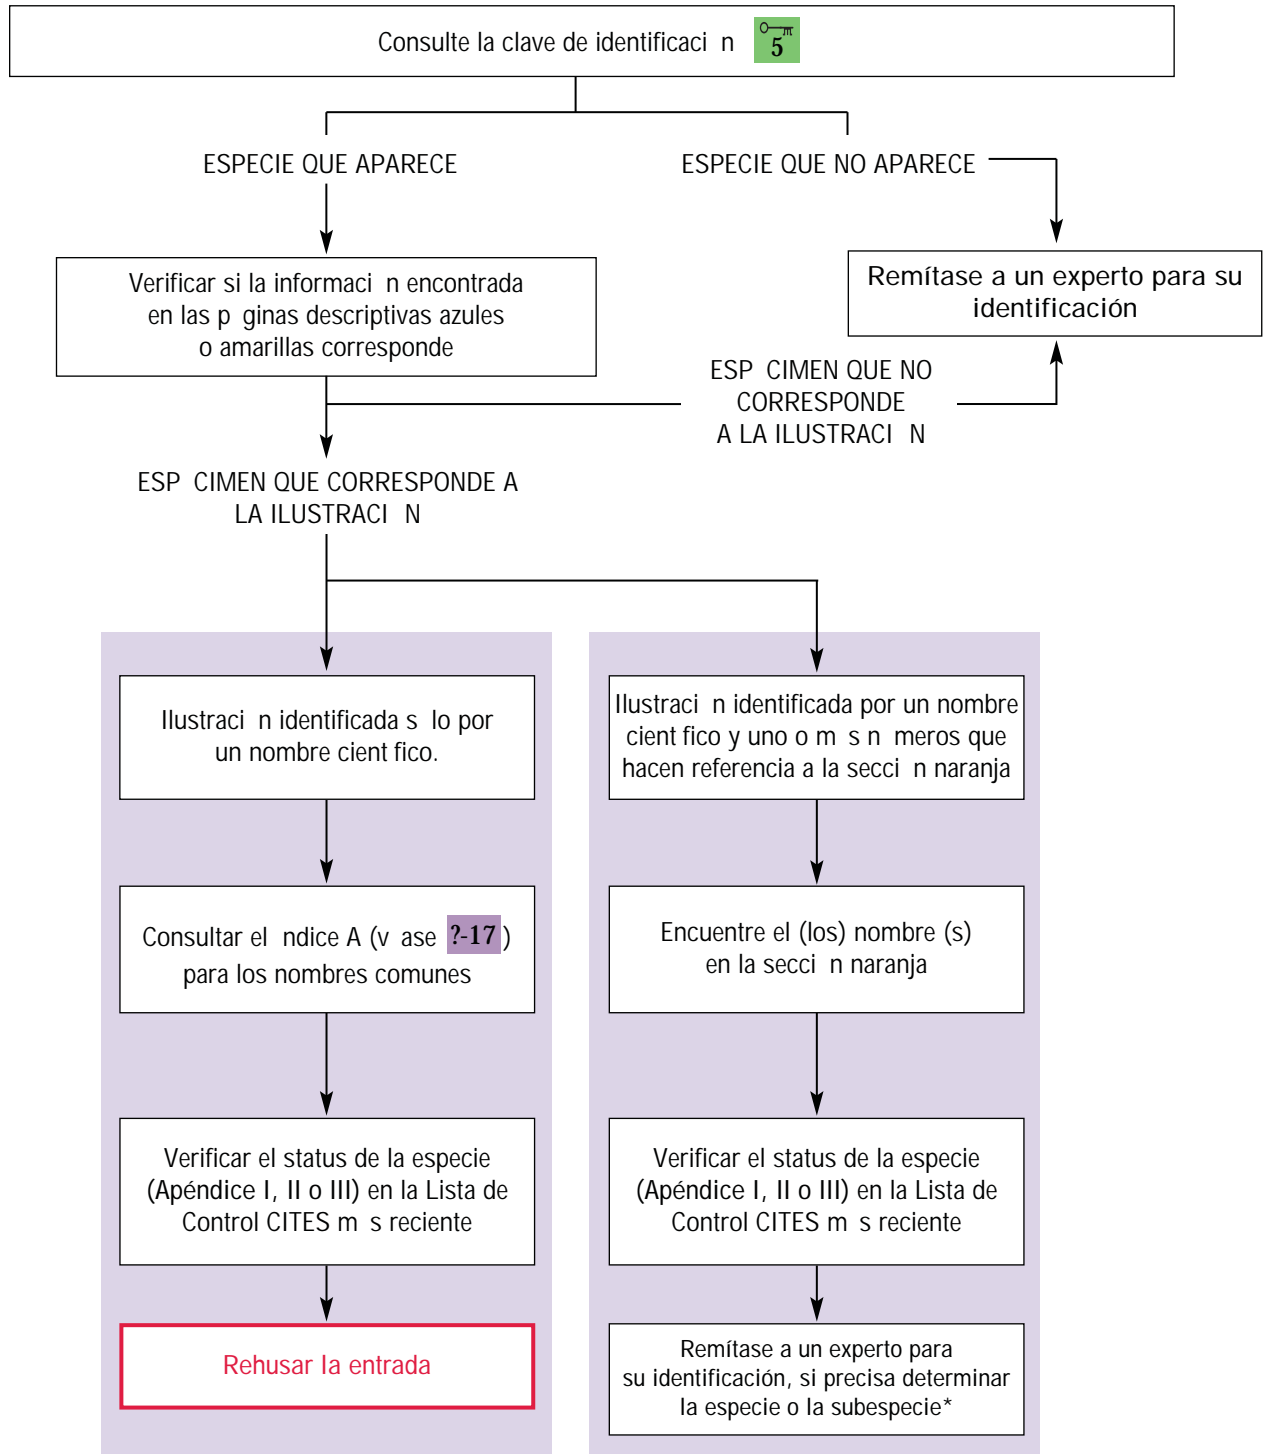 Consulte la clave de identificaci n 5
ESPECIE QUE APARECE
ESPECIE QUE NO APARECE
Verificar si la informaci n encontrada
en las p ginas descriptivas azules
o amarillas corresponde
Remítase a un experto para su
identificación
ESP CIMEN QUE NO
CORRESPONDE
A LA ILUSTRACI N
ESP CIMEN QUE CORRESPONDE A
LA ILUSTRACI N
Ilustraci n identificada s lo por
un nombre cient fico.
Ilustraci n identificada por un nombre
cient fico y uno o m s n meros que
hacen referencia a la secci n naranja
Consultar el ndice A (v ase ?-17 )
para los nombres comunes
Encuentre el (los) nombre (s)
en la secci n naranja
Verificar el status de la especie
(Apéndice I, II o III) en la Lista de
Control CITES m s reciente
Verificar el status de la especie
(Apéndice I, II o III) en la Lista de
Control CITES m s reciente
Rehusar la entrada
Remítase a un experto para
su identificación, si precisa determinar
la especie o la subespecie*